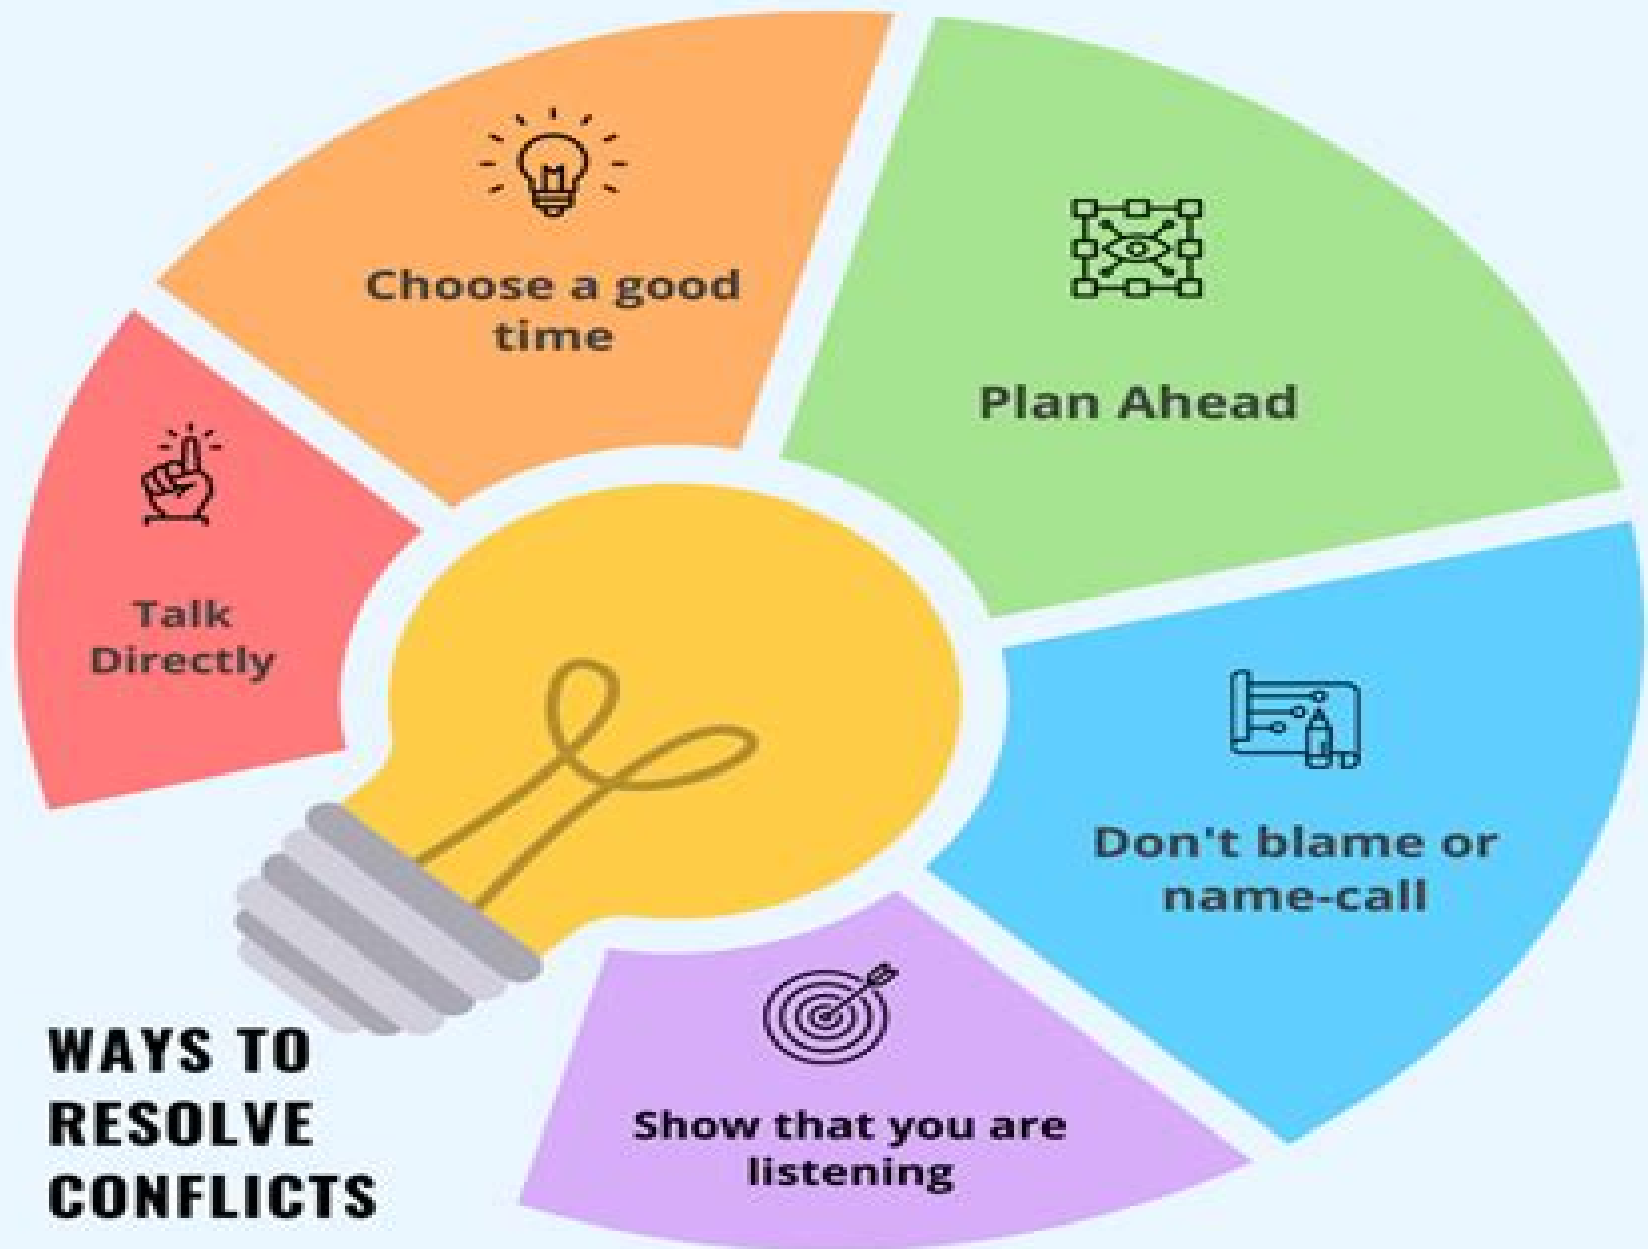 Talk
Directly
Choose a good
time
Plan Ahead
Don't blame or
name-call
Show that you are
listening
WAYS TO
RESOLVE
CONFLICTS